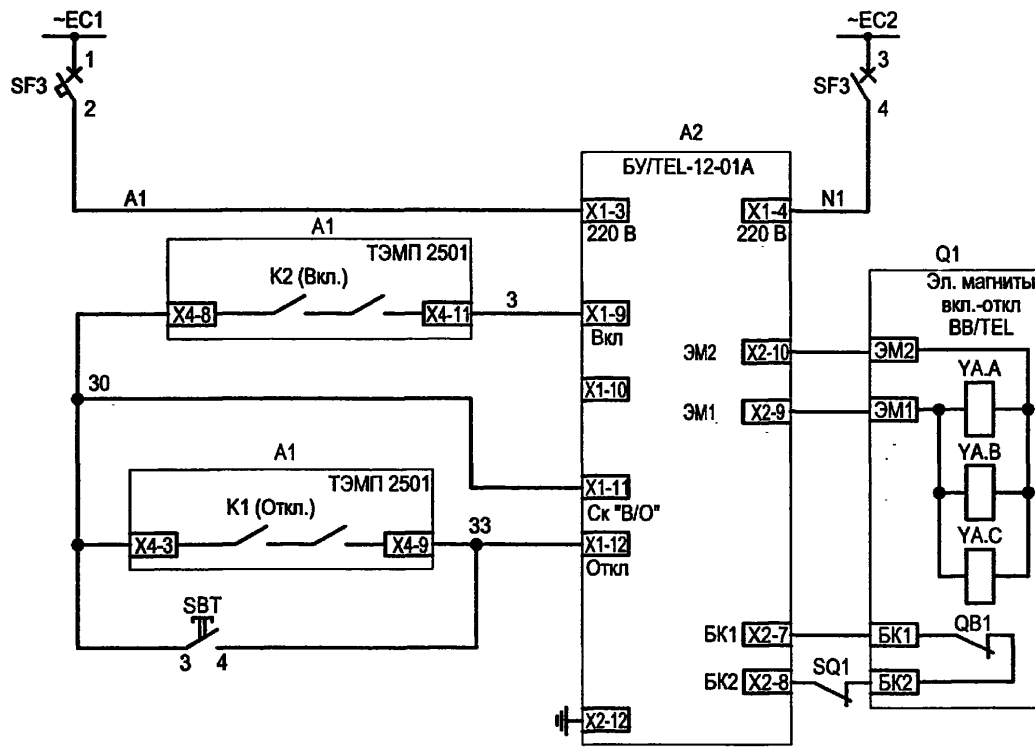 ~EC1
~EC2
1
SF3
2
3
SF3
4
A2
БУ/TEL-12-01A
A1
X1-3
220 В
X1-4
220 В
N1
A1
ТЭМП 2501
K2 (Вкл.)
X4-8
X4-11
3
X1-9
Вкл
Q1
Эл. магниты
вкл.-откл
BB/TEL
ЭМ2
X2-10
ЭМ2
YA.A
30
X1-10
ЭМ1
X2-9
ЭМ1
YA.B
A1
ТЭМП 2501
K1 (Откл.)
X4-3
X4-9
33
X1-11
Ск "В/О"
X1-12
Откл
YA.C
SBT
3
4
БК1
X2-7
БК1
QB1
БК2
X2-8
SQ1
БК2
X2-12